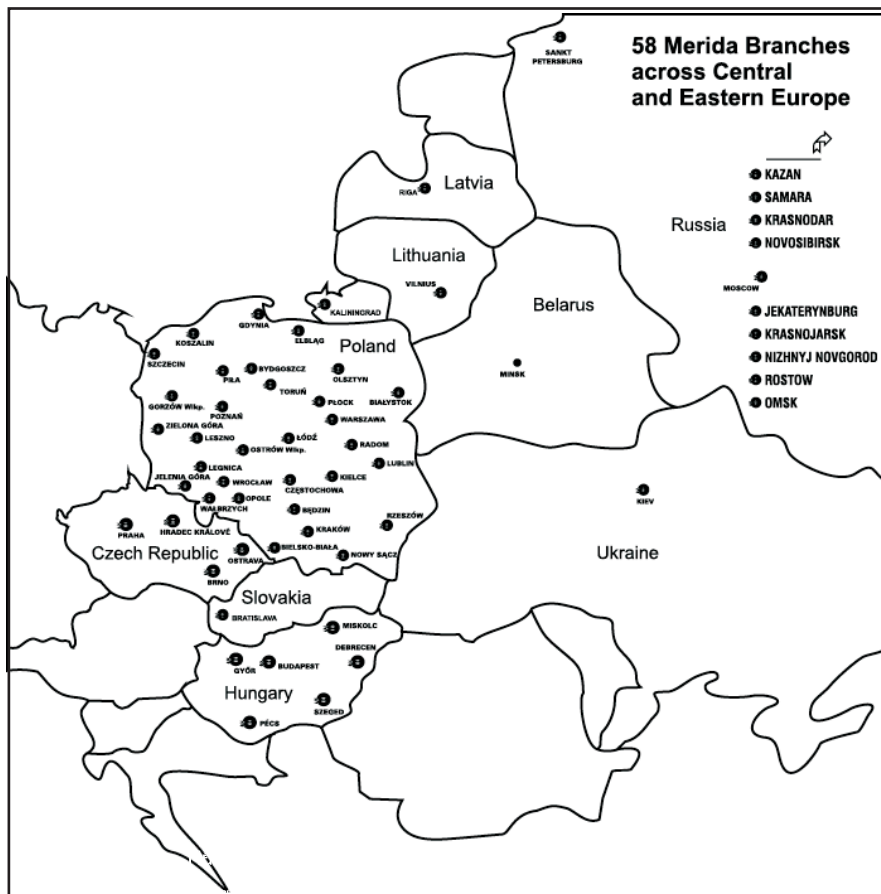 58 Merida Branches
across Central
and Eastern Europe
SANKT
PETERSBURG
KAZAN
SAMARA
KRASNODAR
NOVOSIBIRSK
Russia
MOSCOW
JEKATERYNBURG
KRASNOJARSK
NIZHNYJ NOVGOROD
ROSTOW
OMSK
RIGA
Latvia
Lithuania
VILNIUS
Belarus
MINSK
KALININGRAD
GDYNIA
KOSZALIN
ELBLĄG
Poland
SZCZECIN
PIŁA
BYDGOSZCZ
OLSZTYN
TORUŃ
GORZÓW Wlkp.
POZNAŃ
PŁOCK
BIAŁYSTOK
WARSZAWA
ZIELONA GÓRA
LESZNO
ŁÓDŹ
OSTRÓW Wlkp.
RADOM
LUBLIN
LEGNICA
JELENIA GÓRA
WROCŁAW
KIELCE
CZĘSTOCHOWA
WAŁBRZYCH
OPOLE
BĘDZIN
RZESZÓW
KRAKÓW
BIELSKO-BIAŁA
NOWY SĄCZ
KIEV
Ukraine
PRAHA
HRADEC KRÁLOVÉ
Czech Republic
OSTRAVA
BRNO
Slovakia
BRATISLAVA
MISKOLC
DEBRECEN
GYŐR
BUDAPEST
Hungary
SZEGED
PÉCS